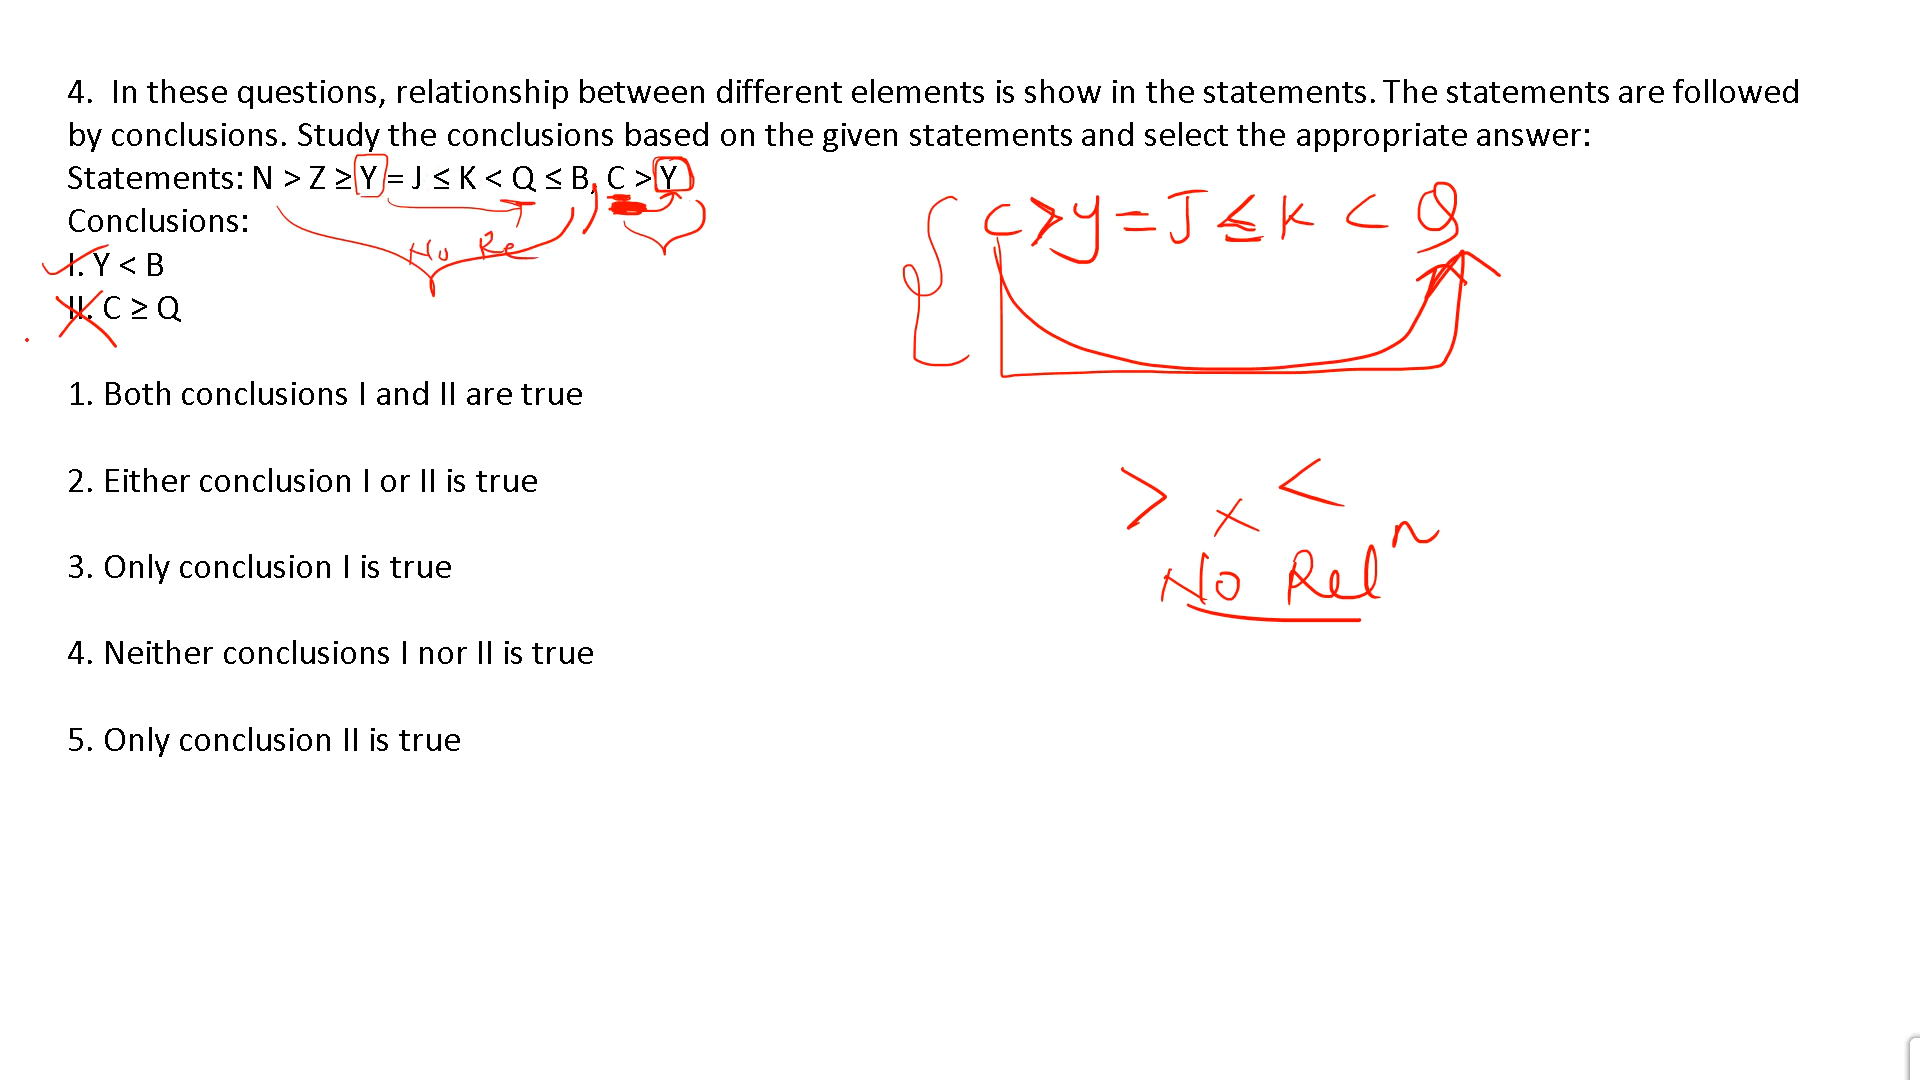 4. In these questions, relationship between different elements is show in the statements. The statements are followed
by conclusions. Study the conclusions based on the given statements and select the appropriate answer:
Statements: N > Z ≥ Y = J ≤ K < Q ≤ B, C > Y
Conclusions:
No Re
I. Y < B
II. C ≥ Q
C > Y = J ≤ K < Q
1. Both conclusions I and II are true
2. Either conclusion I or II is true
> × <
3. Only conclusion I is true
No Relⁿ
4. Neither conclusions I nor II is true
5. Only conclusion II is true